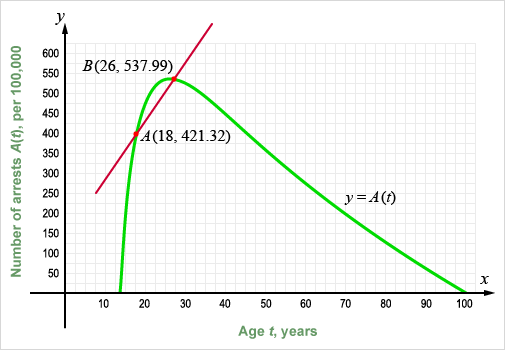 y
600
550
500
450
400
350
300
250
200
150
100
50
Number of arrests A(t), per 100,000
B(26, 537.99)
A(18, 421.32)
y = A(t)
x
10 20 30 40 50 60 70 80 90 100
Age t, years